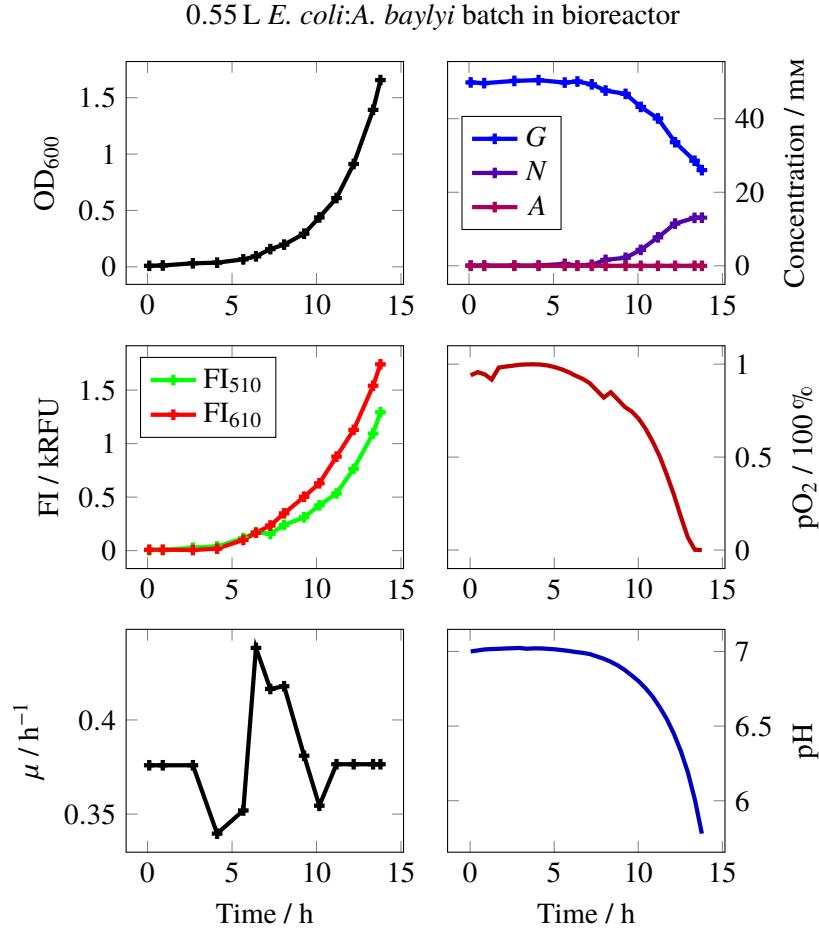 0.55 L E. coli:A. baylyi batch in bioreactor
OD₆₀₀
1.5
1
0.5
0
0 5 10 15
G
N
A
40
20
0
Concentration / mM
0 5 10 15
FI / kRFU
FI₅₁₀
FI₆₁₀
1.5
1
0.5
0
0 5 10 15
1
0.5
0
pO₂ / 100 %
0 5 10 15
μ / h⁻¹
0.4
0.35
0 5 10 15
Time / h
7
6.5
6
pH
0 5 10 15
Time / h